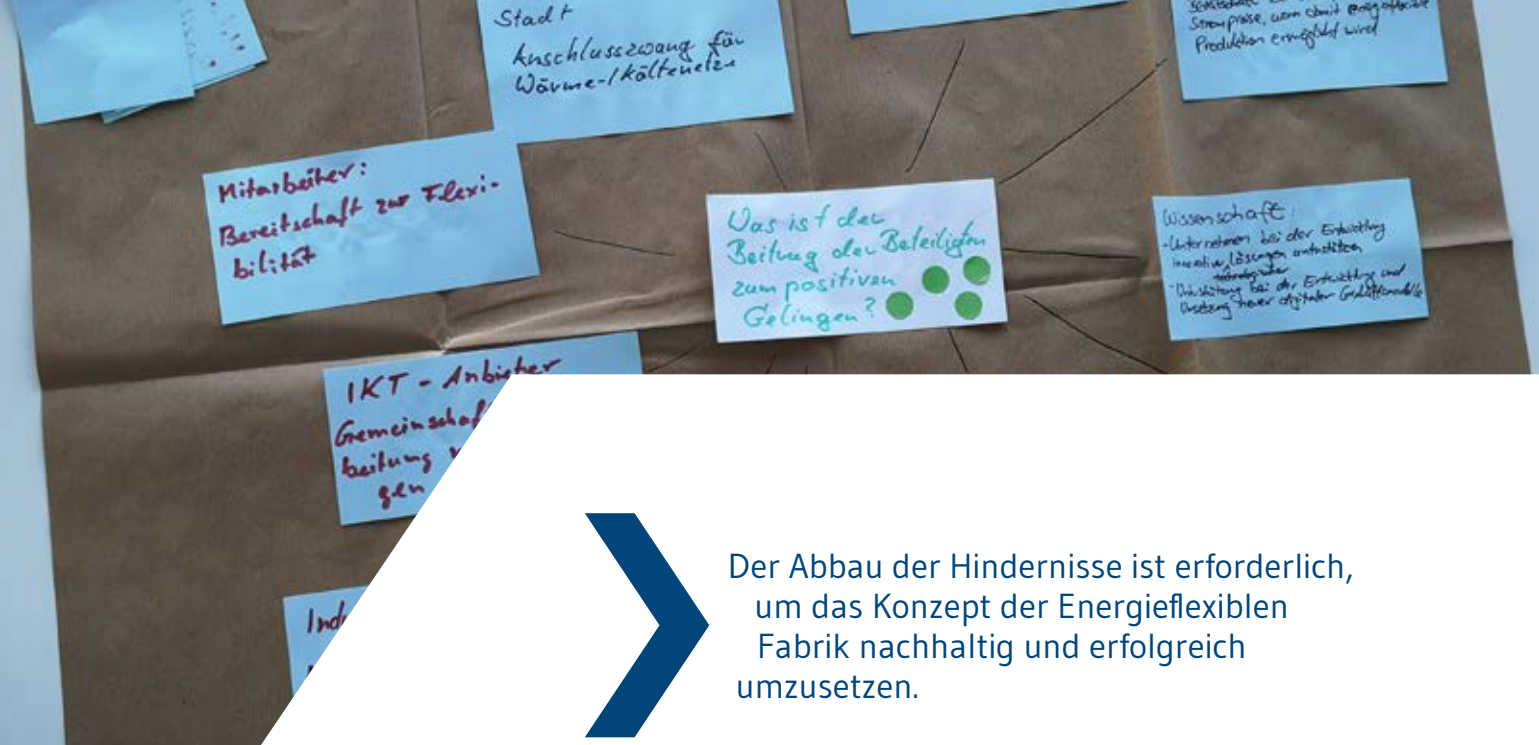 Stadt
Anschlusszwang für
Wärme-/Kältenetze
Strompreise, wenn damit
Produktion ermöglicht wird
Mitarbeiter:
Bereitschaft zur Flexi-
bilität
Was ist der
Beitrag der Beteiligten
zum positiven
Gelingen?
Wissenschaft:
-Unternehmen bei der Entwicklung
Lösungen unterstützen
bei der Entwicklung und
Umsetzung neuer digitaler Geschäftsmodelle
IKT-Anbieter
Gemeinschaf
beitung
gen
Ind
Der Abbau der Hindernisse ist erforderlich,
um das Konzept der Energieflexiblen
Fabrik nachhaltig und erfolgreich
umzusetzen.